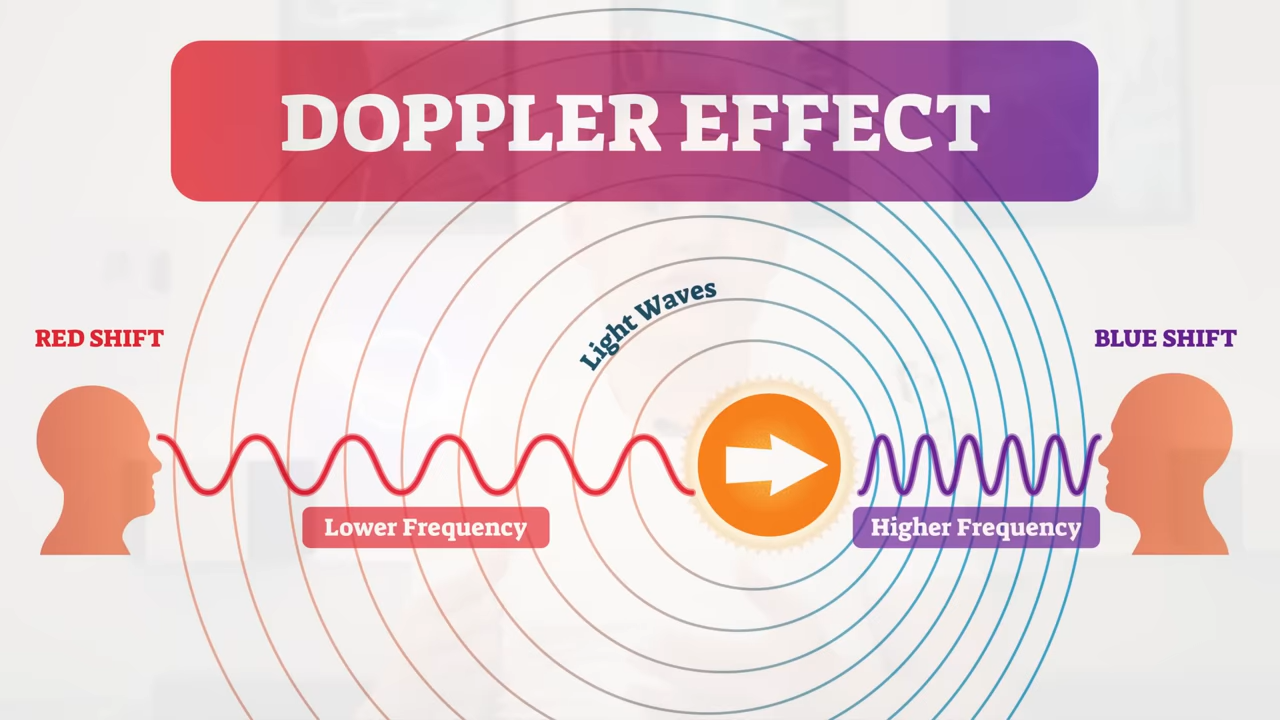 DOPPLER EFFECT
Light Waves
RED SHIFT
BLUE SHIFT
Lower Frequency
Higher Frequency